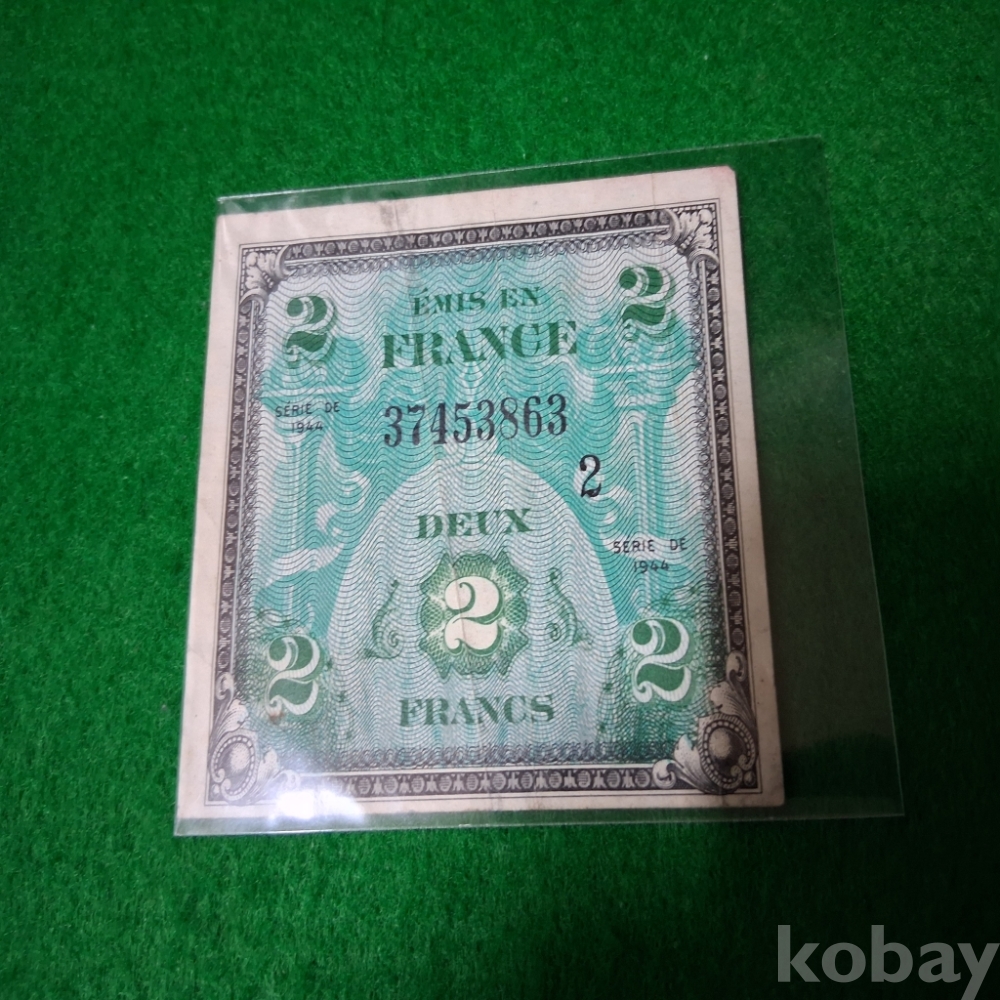 2
ÉMIS EN
2
FRANCE
SERIE DE
1944
37453863
2
DEUX
SERIE DE
1944
2
2
2
FRANCS
kobay